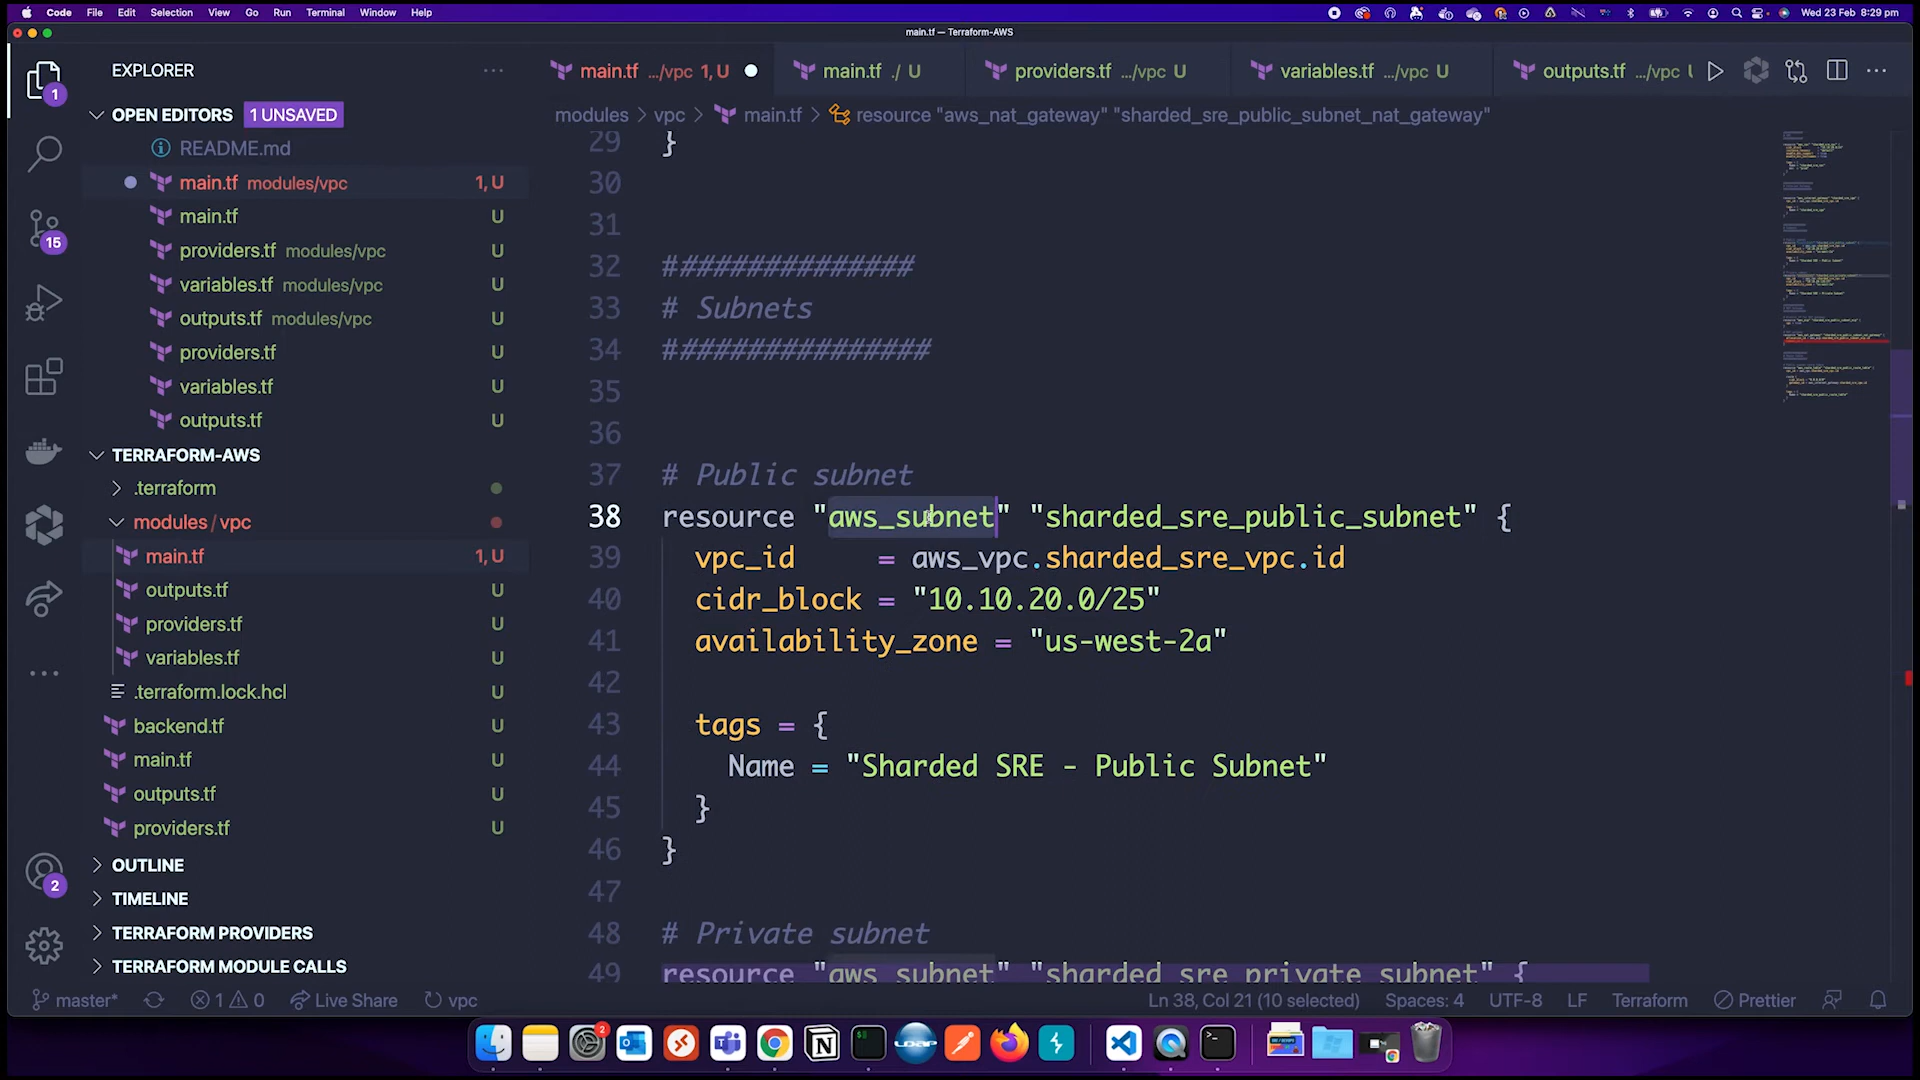 Code File Edit Selection View Go Run Terminal Window Help
Wed 23 Feb 8:29 pm
main.tf — Terraform-AWS
EXPLORER
main.tf .../vpc 1, U
main.tf ./ U
providers.tf .../vpc U
variables.tf .../vpc U
outputs.tf .../vpc
OPEN EDITORS 1 UNSAVED
modules > vpc > main.tf > resource "aws_nat_gateway" "sharded_sre_public_subnet_nat_gateway"
README.md
main.tf modules/vpc 1, U
main.tf U
providers.tf modules/vpc U
variables.tf modules/vpc U
outputs.tf modules/vpc U
providers.tf U
variables.tf U
outputs.tf U
TERRAFORM-AWS
.terraform
modules / vpc
main.tf 1, U
outputs.tf U
providers.tf U
variables.tf U
.terraform.lock.hcl U
backend.tf U
main.tf U
outputs.tf U
providers.tf U
OUTLINE
TIMELINE
TERRAFORM PROVIDERS
TERRAFORM MODULE CALLS
1
15
2
29 }
30
31
32 ###############
33 # Subnets
34 ################
35
36
37 # Public subnet
38 resource "aws_subnet" "sharded_sre_public_subnet" {
39 vpc_id = aws_vpc.sharded_sre_vpc.id
40 cidr_block = "10.10.20.0/25"
41 availability_zone = "us-west-2a"
42
43 tags = {
44 Name = "Sharded SRE - Public Subnet"
45 }
46 }
47
48 # Private subnet
49 resource "aws_subnet" "sharded_sre_private_subnet" {
master* 1 0 Live Share vpc
Ln 38, Col 21 (10 selected) Spaces: 4 UTF-8 LF Terraform Prettier
2
LDAP